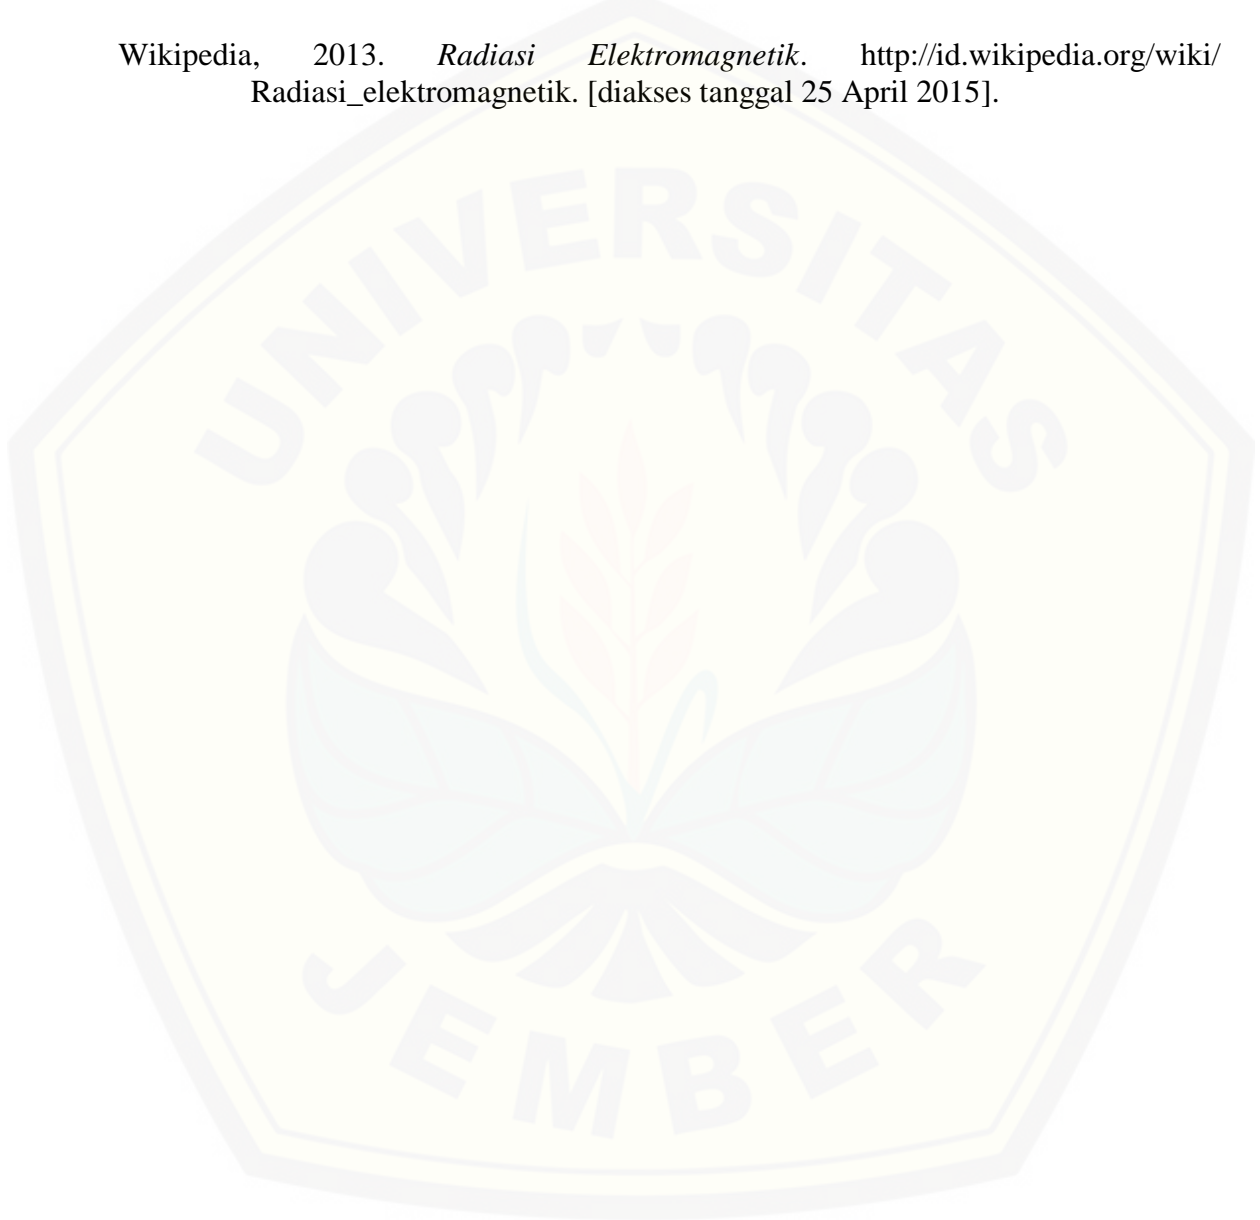 Wikipedia, 2013. Radiasi Elektromagnetik. http://id.wikipedia.org/wiki/
Radiasi_elektromagnetik. [diakses tanggal 25 April 2015].
UNIVERSITAS
JEMBER